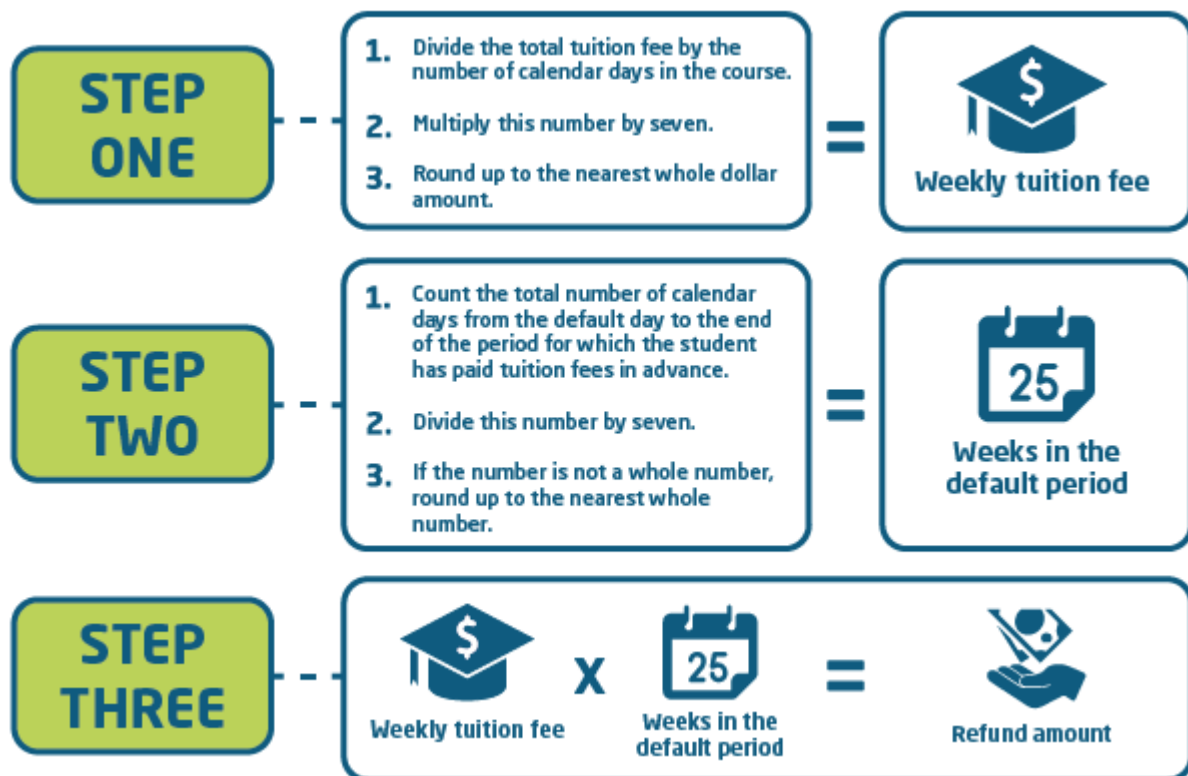 STEP
ONE
1. Divide the total tuition fee by the
number of calendar days in the course.
2. Multiply this number by seven.
3. Round up to the nearest whole dollar
amount.
=
$
Weekly tuition fee
STEP
TWO
1. Count the total number of calendar
days from the default day to the end
of the period for which the student
has paid tuition fees in advance.
2. Divide this number by seven.
3. If the number is not a whole number,
round up to the nearest whole
number.
=
25
Weeks in the
default period
STEP
THREE
$
Weekly tuition fee
x
25
Weeks in the
default period
=
Refund amount